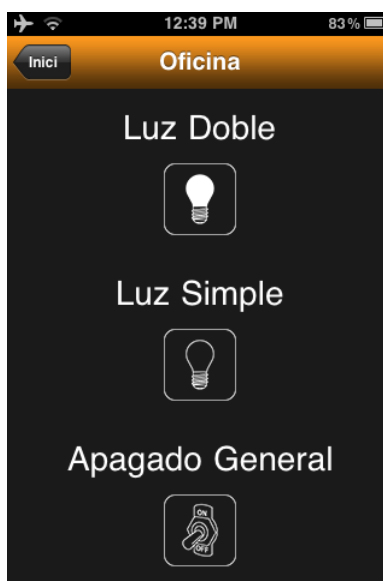 12:39 PM
83%
Inici
Oficina
Luz Doble
Luz Simple
Apagado General
ON
OFF